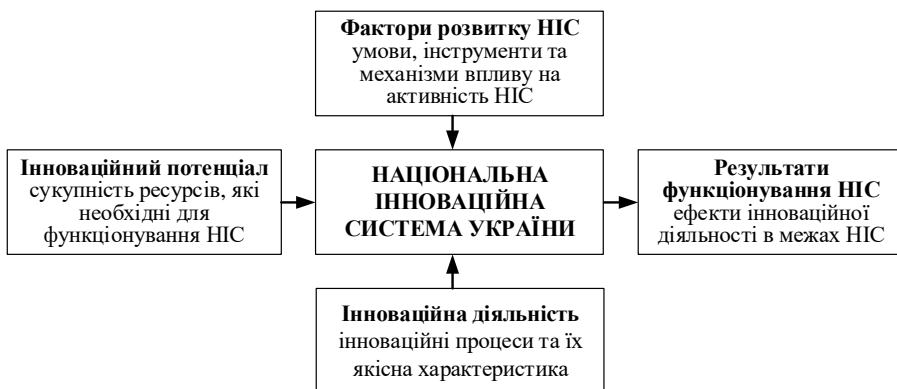 Фактори розвитку НІС
умови, інструменти та
механізми впливу на
активність НІС
Інноваційний потенціал
сукупність ресурсів, які
необхідні для
функціонування НІС
НАЦІОНАЛЬНА
ІННОВАЦІЙНА
СИСТЕМА УКРАЇНИ
Результати
функціонування НІС
ефекти інноваційної
діяльності в межах НІС
Інноваційна діяльність
інноваційні процеси та їх
якісна характеристика